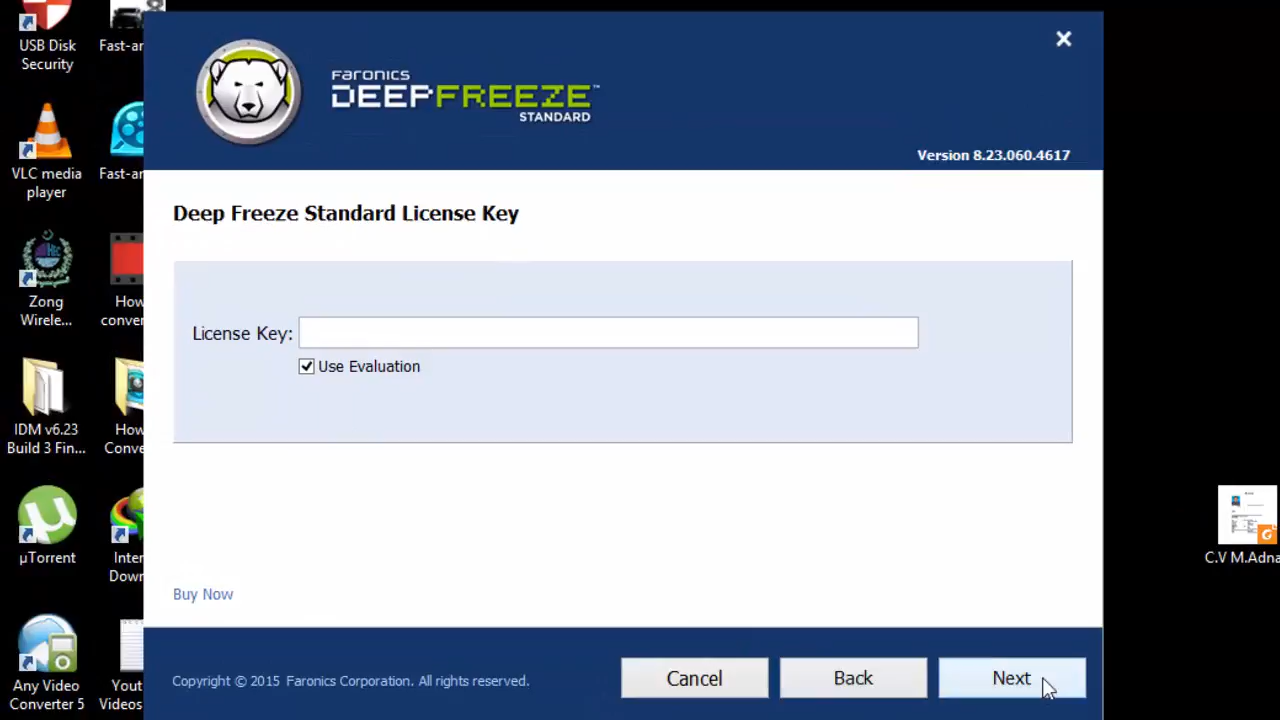 USB Disk
Security
Fast-ar
VLC media
player
Fast-ar
Zong
Wirele...
How
conver
IDM v6.23
Build 3 Fin...
How
Conve
µTorrent
Inter
Down
Any Video
Converter 5
Yout
Videos
FARONICS
DEEPFREEZE™
STANDARD
Version 8.23.060.4617
Deep Freeze Standard License Key
License Key:
Use Evaluation
Buy Now
Copyright © 2015 Faronics Corporation. All rights reserved.
Cancel
Back
Next
C.V M.Adna